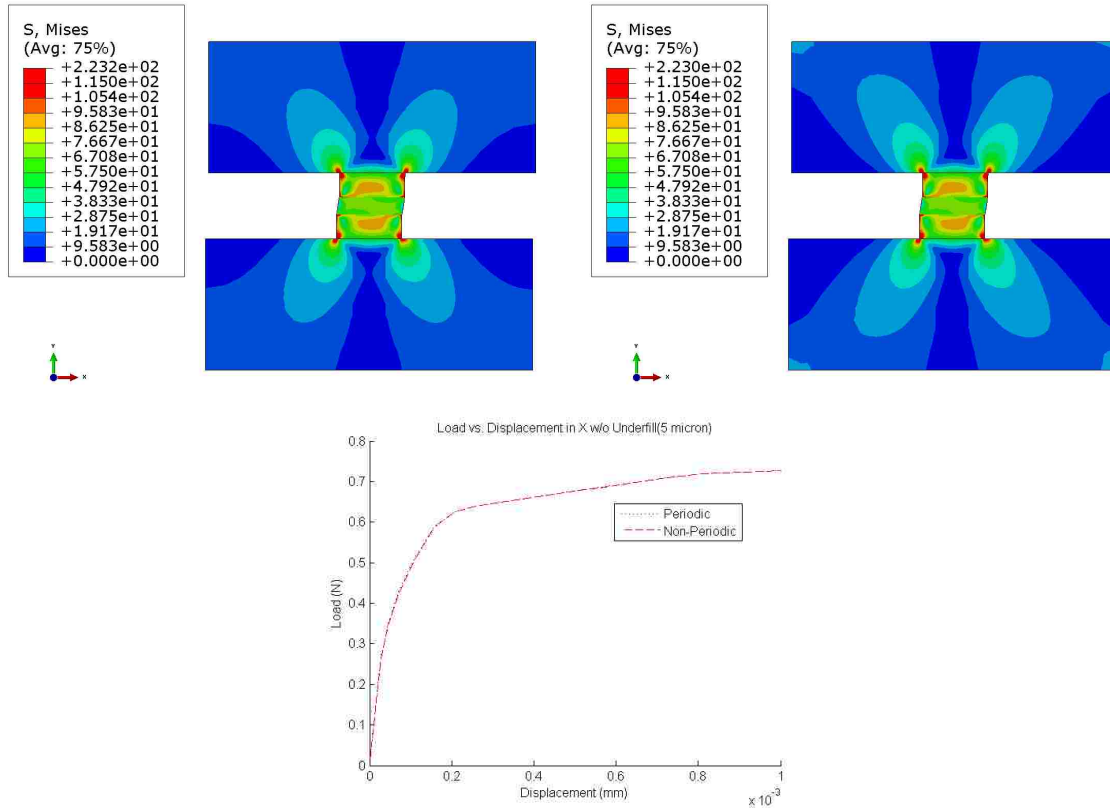 S, Mises
(Avg: 75%)
+2.232e+02
+1.150e+02
+1.054e+02
+9.583e+01
+8.625e+01
+7.667e+01
+6.708e+01
+5.750e+01
+4.792e+01
+3.833e+01
+2.875e+01
+1.917e+01
+9.583e+00
+0.000e+00
Y
X
S, Mises
(Avg: 75%)
+2.230e+02
+1.150e+02
+1.054e+02
+9.583e+01
+8.625e+01
+7.667e+01
+6.708e+01
+5.750e+01
+4.792e+01
+3.833e+01
+2.875e+01
+1.917e+01
+9.583e+00
+0.000e+00
Y
X
Load vs. Displacement in X w/o Underfill(5 micron)
0.8
0.7
0.6
0.5
0.4
0.3
0.2
0.1
0
Load (N)
Periodic
Non-Periodic
0
0.2
0.4
0.6
0.8
1
Displacement (mm)
x 10-3